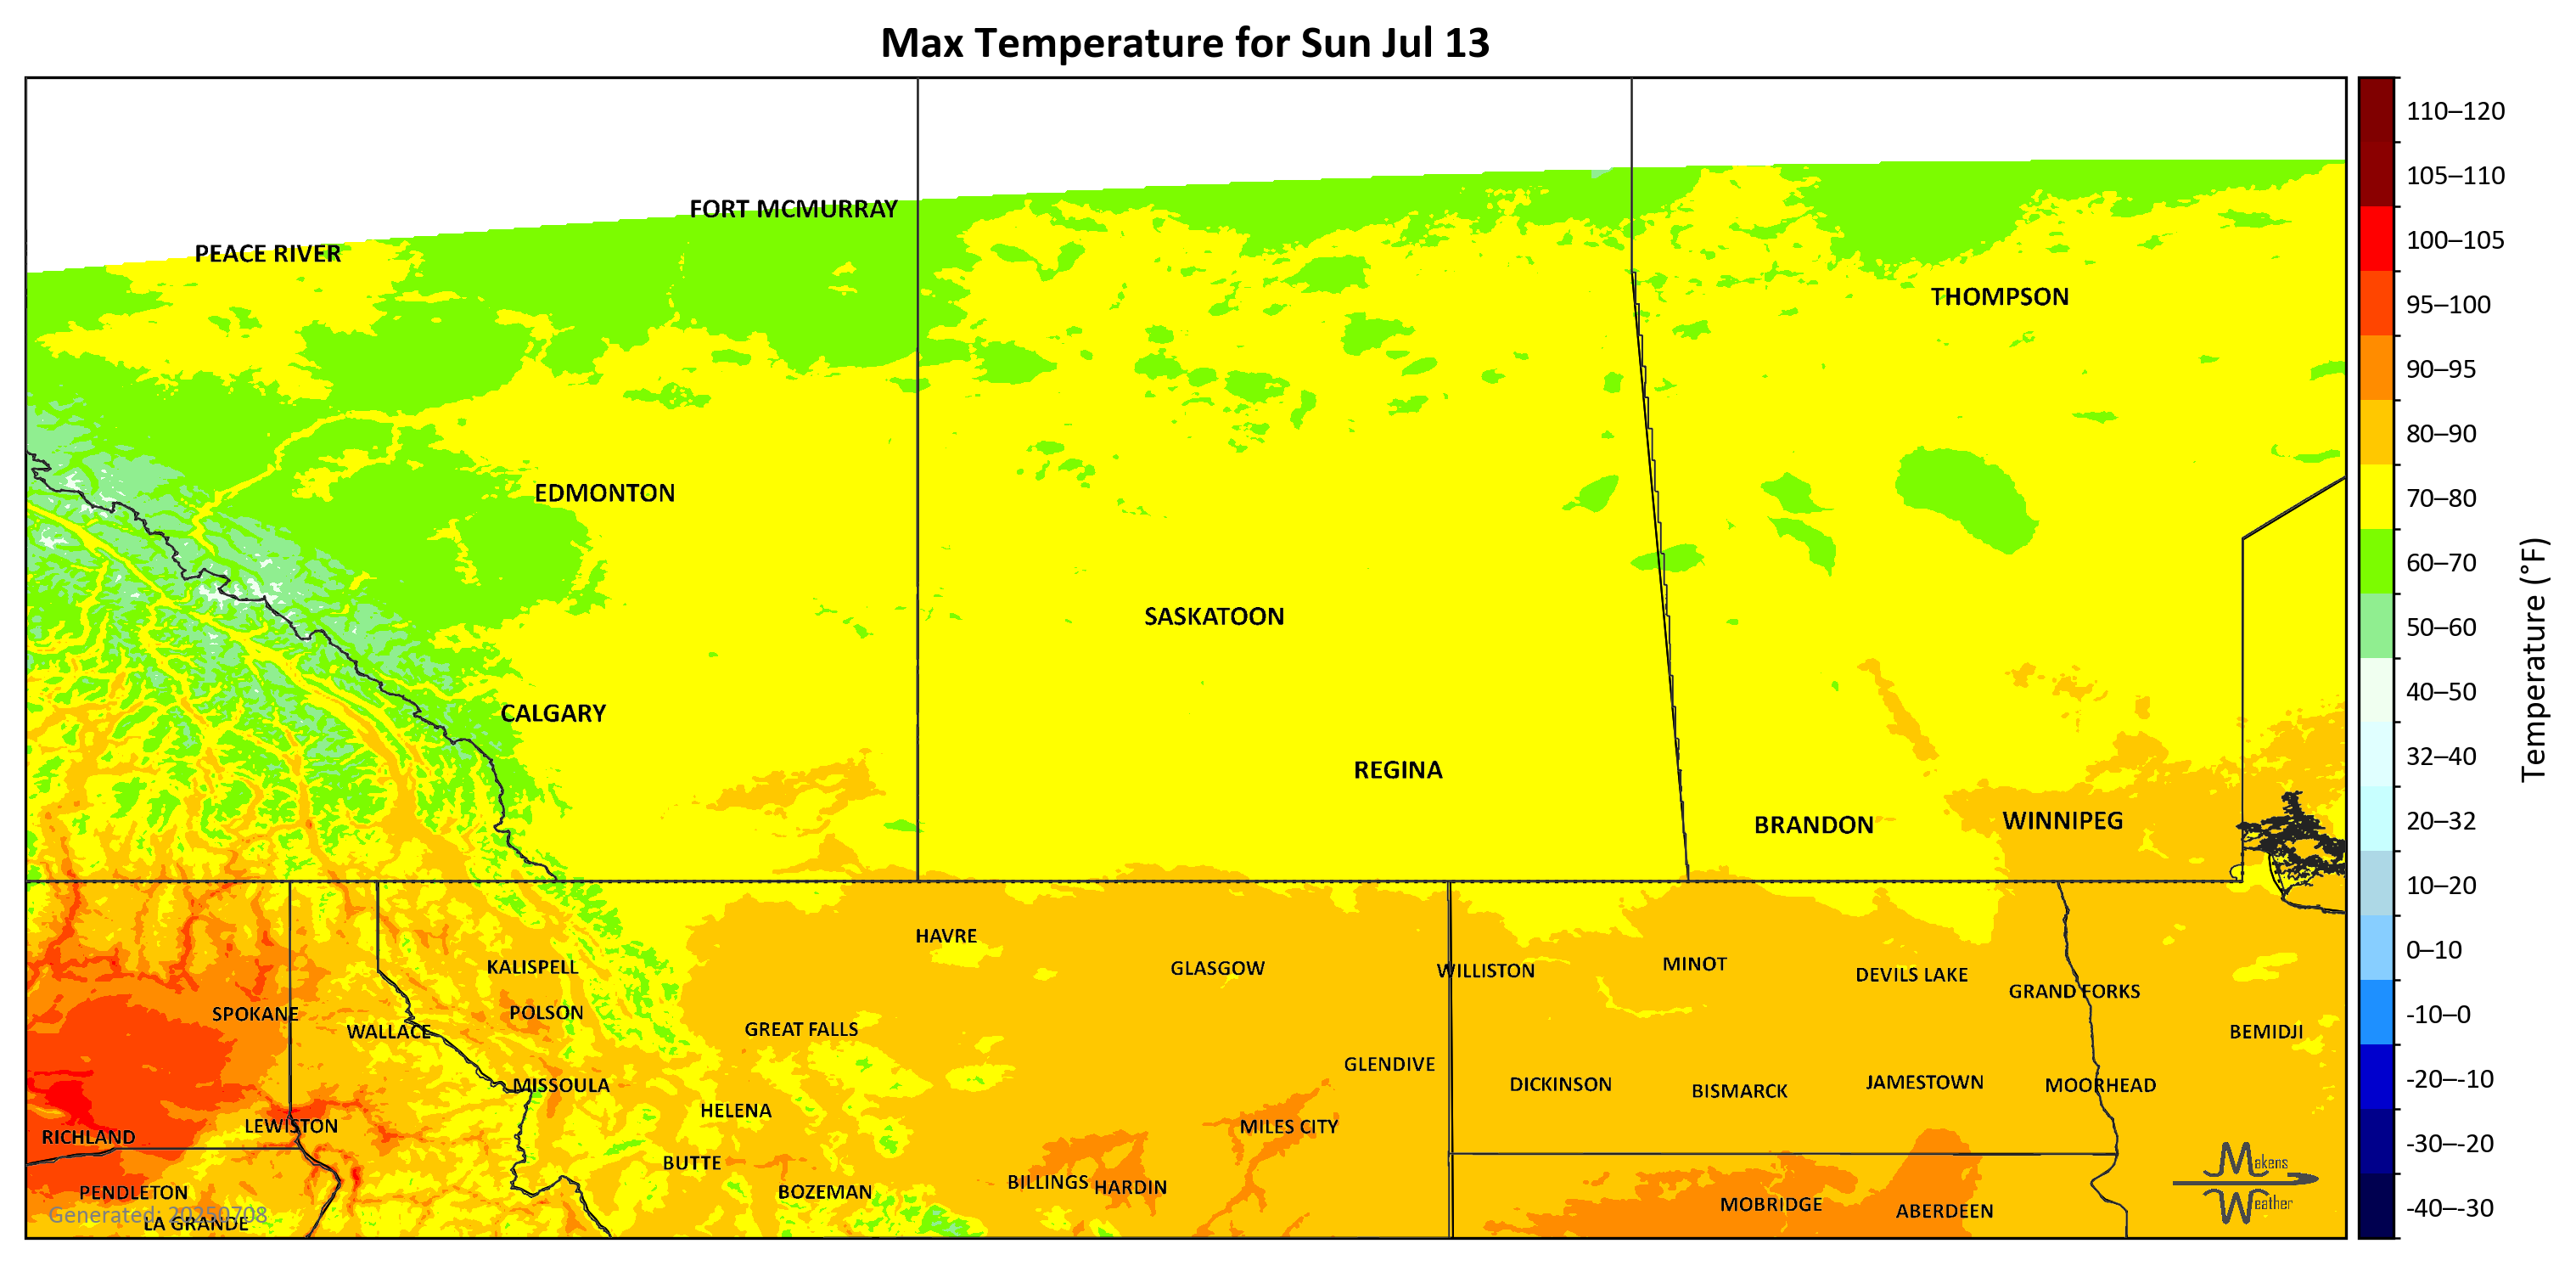 Max Temperature for Sun Jul 13
FORT MCMURRAY
PEACE RIVER
THOMPSON
EDMONTON
SASKATOON
CALGARY
REGINA
BRANDON
WINNIPEG
HAVRE
KALISPELL
GLASGOW
WILLISTON
MINOT
DEVILS LAKE
GRAND FORKS
SPOKANE
POLSON
WALLACE
GREAT FALLS
BEMIDJI
GLENDIVE
MISSOULA
DICKINSON
BISMARCK
JAMESTOWN
MOORHEAD
HELENA
LEWISTON
MILES CITY
RICHLAND
BUTTE
BILLINGS
HARDIN
PENDLETON
BOZEMAN
MOBRIDGE
ABERDEEN
Generated: 20250708
LA GRANDE
Makens
Weather
110–120
105–110
100–105
95–100
90–95
80–90
70–80
60–70
50–60
40–50
32–40
20–32
10–20
0–10
-10–0
-20–-10
-30–-20
-40–-30
Temperature (°F)